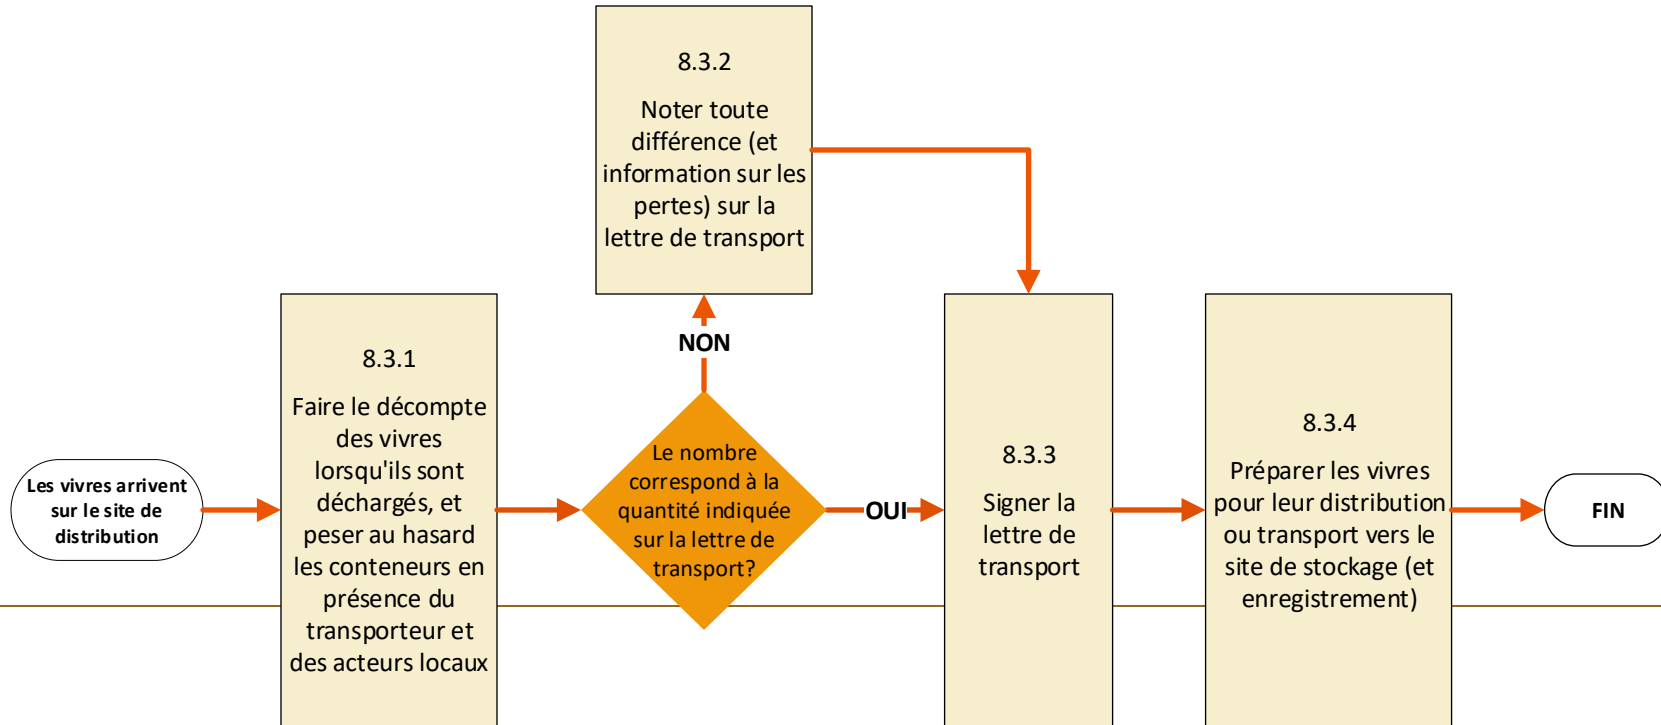 Les vivres arrivent
sur le site de
distribution
8.3.1
Faire le décompte
des vivres
lorsqu'ils sont
déchargés, et
peser au hasard
les conteneurs en
présence du
transporteur et
des acteurs locaux
8.3.2
Noter toute
différence (et
information sur les
pertes) sur la
lettre de transport
NON
Le nombre
correspond à la
quantité indiquée
sur la lettre de
transport?
OUI
8.3.3
Signer la
lettre de
transport
8.3.4
Préparer les vivres
pour leur distribution
ou transport vers le
site de stockage (et
enregistrement)
FIN